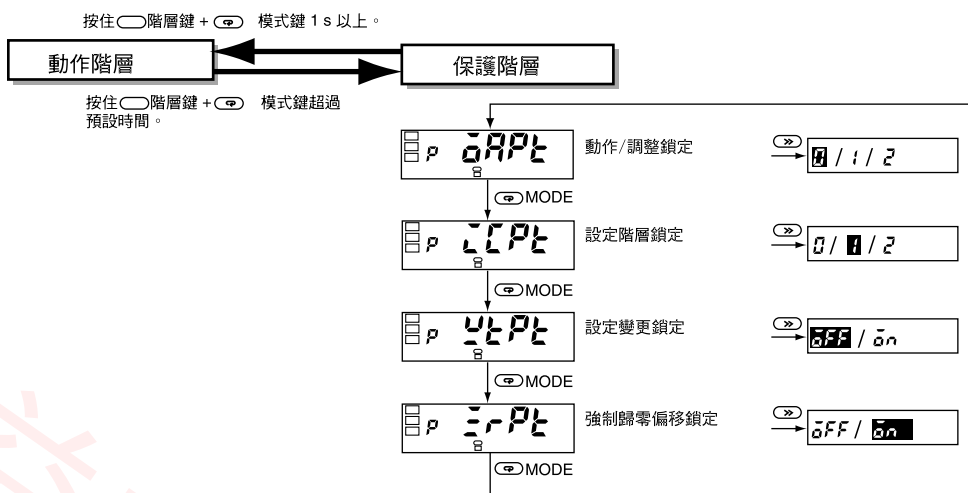 按住 階層鍵 + 模式鍵 1 s 以上。
動作階層
保護階層
按住 階層鍵 + 模式鍵超過
預設時間。
p oAPt
動作/調整鎖定
0 / 1 / 2
MODE
p iCPt
設定階層鎖定
0 / 1 / 2
MODE
p wtPt
設定變更鎖定
oFF / on
MODE
p ZrPt
強制歸零偏移鎖定
oFF / on
MODE